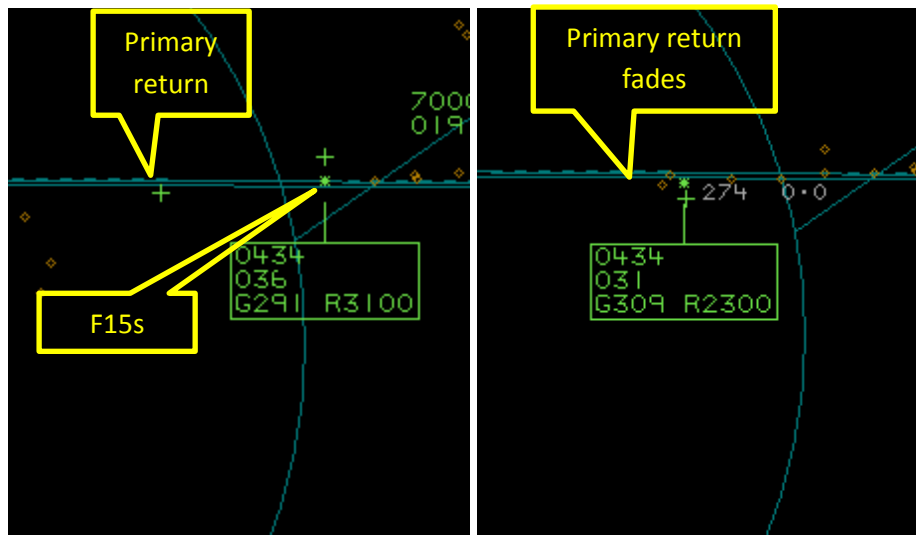 Primary
return
7000
019
0434
036
G291 R3100
F15s
Primary return
fades
274 0·0
0434
031
G309 R2300